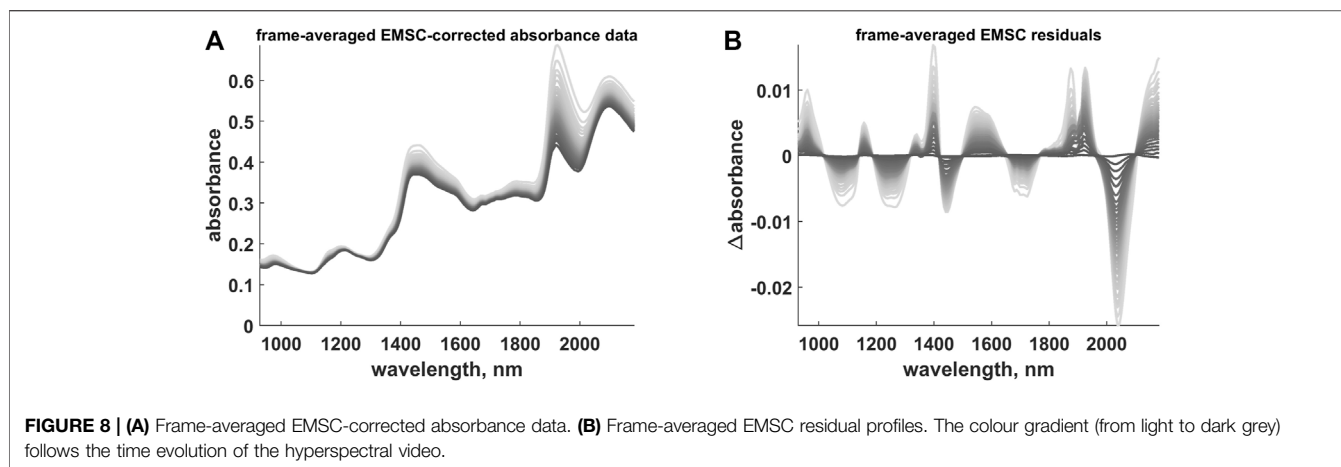 A
frame-averaged EMSC-corrected absorbance data
absorbance
0.6
0.5
0.4
0.3
0.2
0.1
0
1000 1200 1400 1600 1800 2000
wavelength, nm
B
frame-averaged EMSC residuals
Δabsorbance
0.01
0
-0.01
-0.02
1000 1200 1400 1600 1800 2000
wavelength, nm
FIGURE 8 | (A) Frame-averaged EMSC-corrected absorbance data. (B) Frame-averaged EMSC residual profiles. The colour gradient (from light to dark grey)
follows the time evolution of the hyperspectral video.